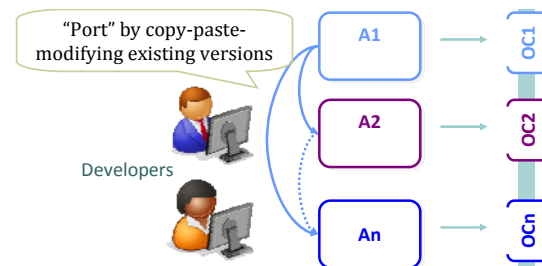 “Port” by copy-paste-
modifying existing versions
A1
OC1
A2
OC2
Developers
An
OCn